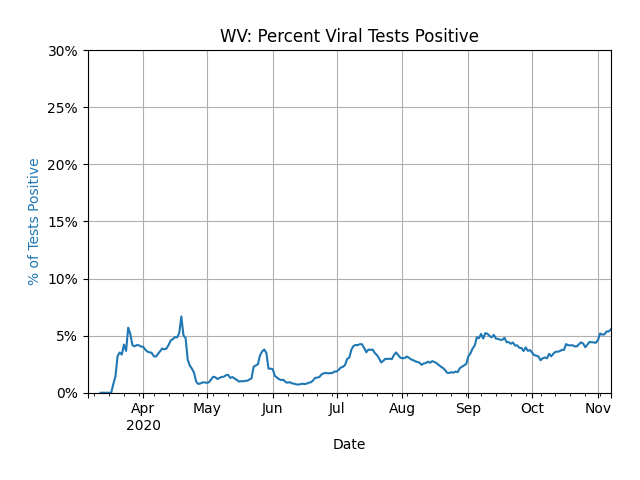 WV: Percent Viral Tests Positive
30%
25%
20%
15%
10%
5%
0%
% of Tests Positive
Apr May Jun Jul Aug Sep Oct Nov
2020
Date